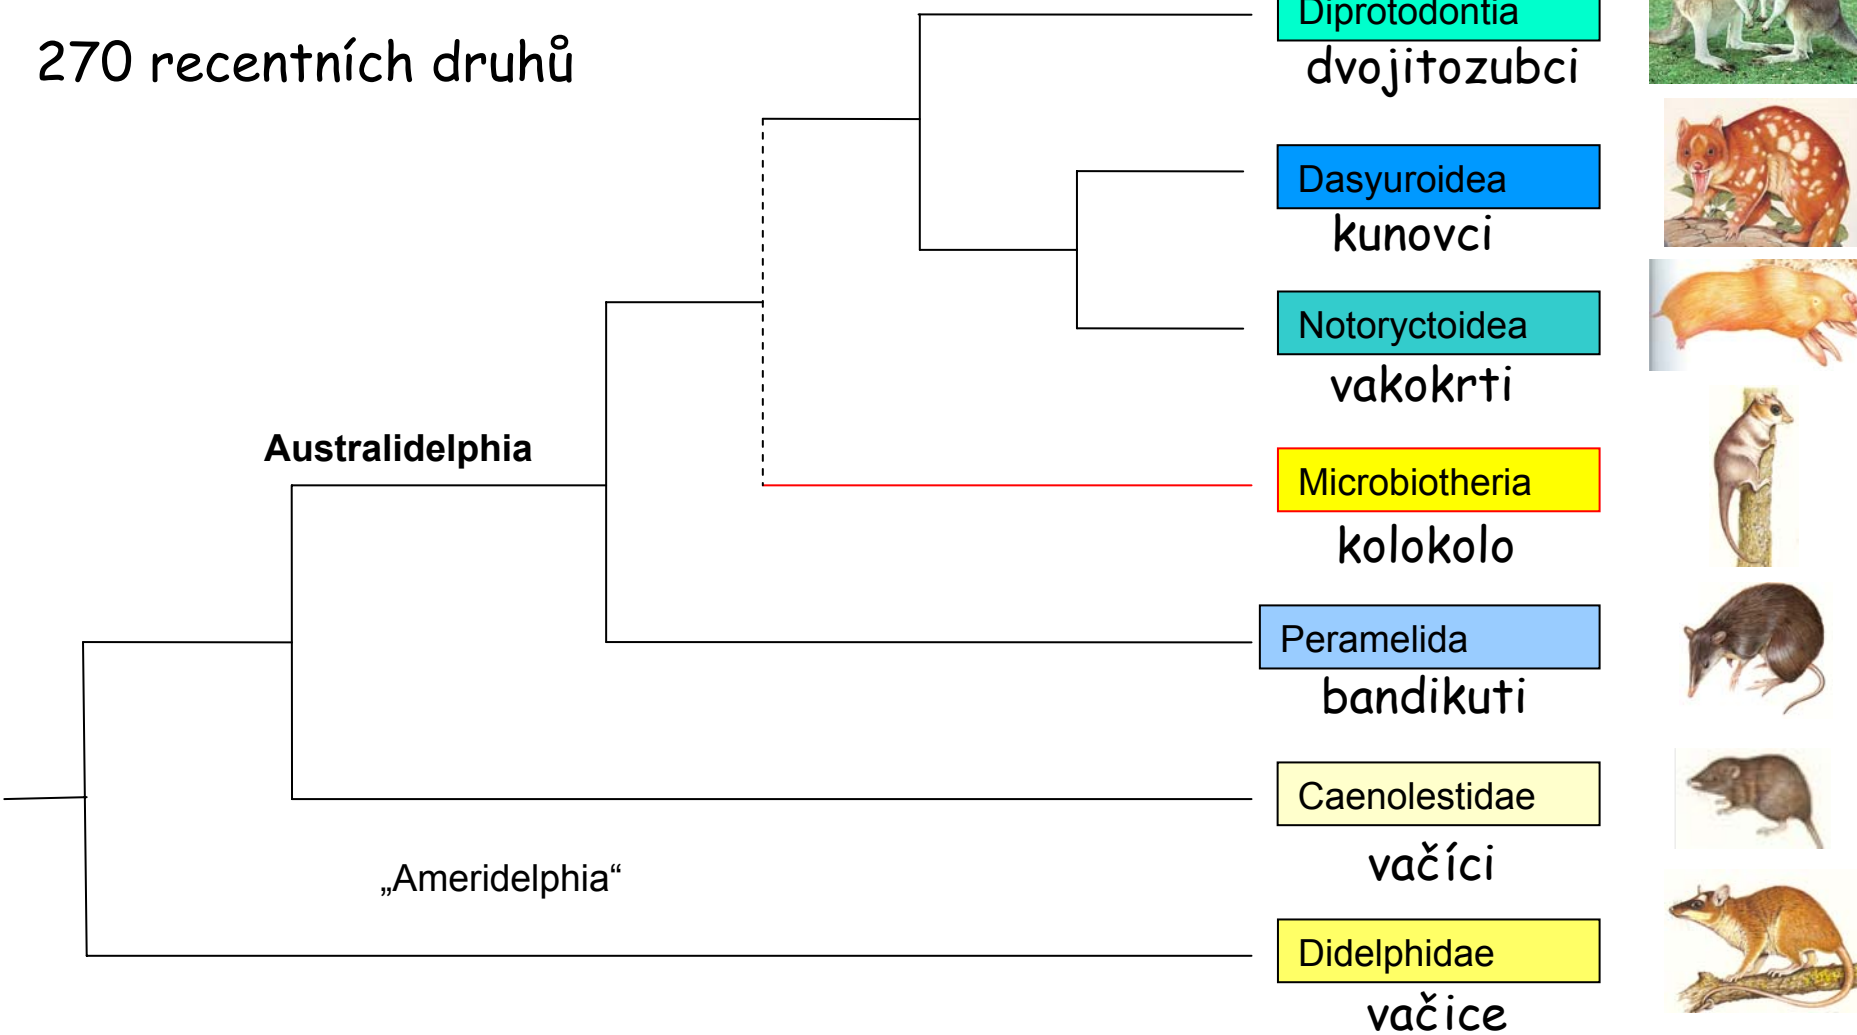 Diprotodontia
270 recentních druhů
dvojitozubci
Dasyuroidea
kunovci
Notoryctoidea
vakokrti
Australidelphia
Microbiotheria
kolokolo
Peramelida
bandikuti
Caenolestidae
vačíci
„Ameridelphia“
Didelphidae
vačice